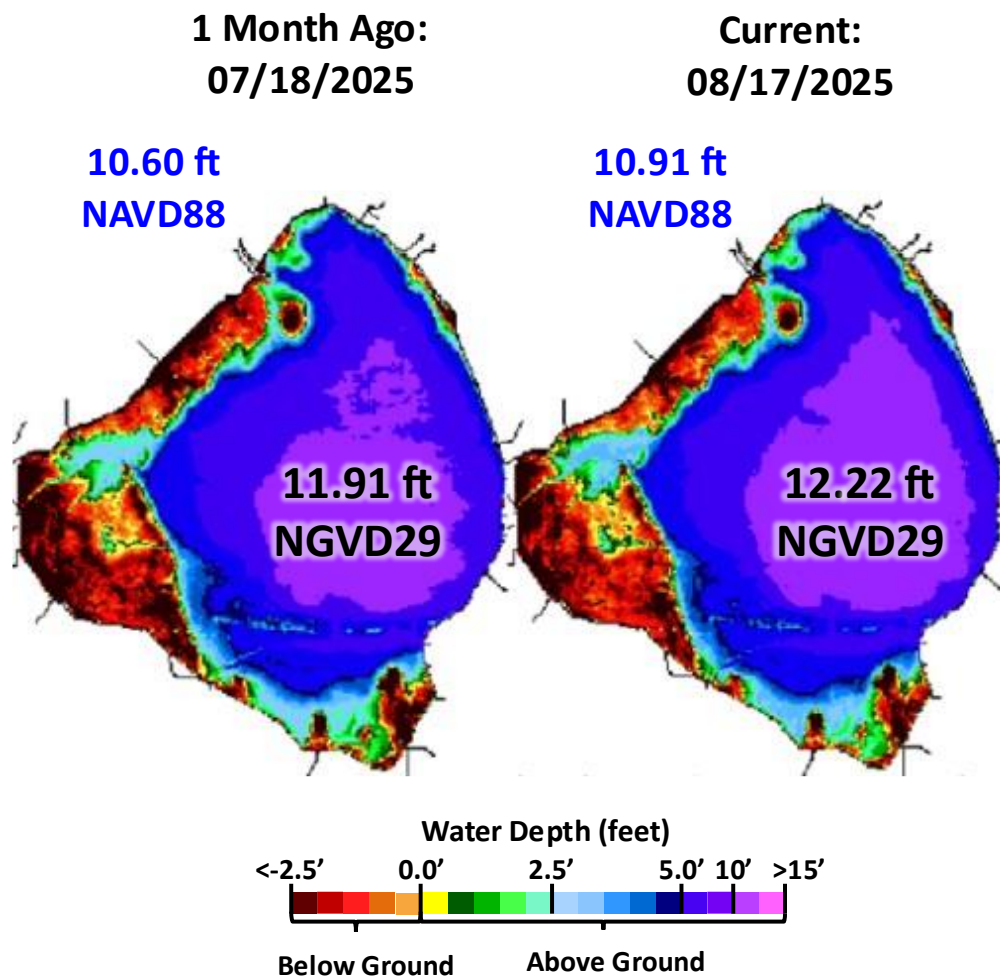 1 Month Ago:
07/18/2025
Current:
08/17/2025
10.60 ft
NAVD88
10.91 ft
NAVD88
11.91 ft
NGVD29
12.22 ft
NGVD29
Water Depth (feet)
<-2.5’ 0.0’ 2.5’ 5.0’ 10’ >15’
Below Ground
Above Ground